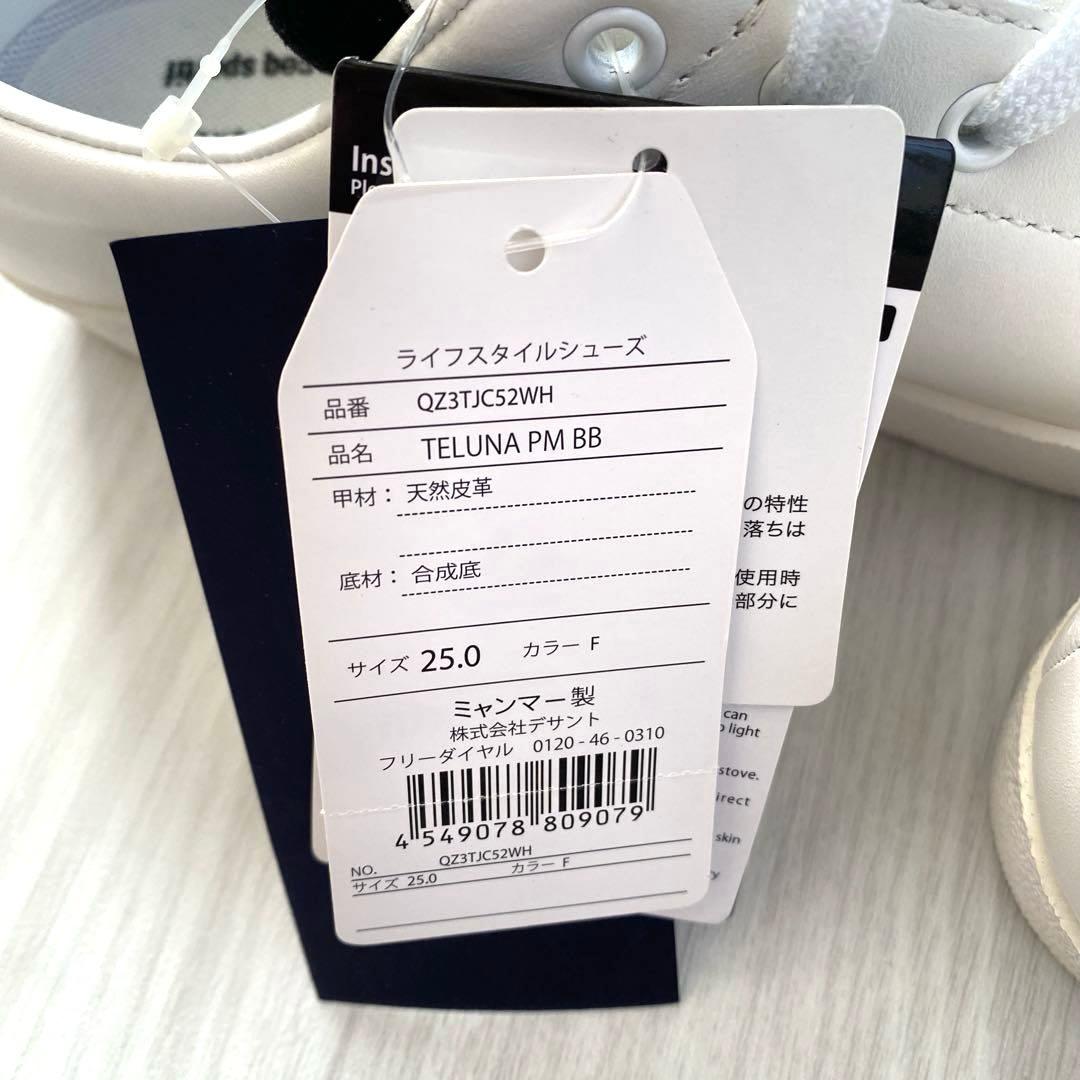 Ins
ライフスタイルシューズ
品番 QZ3TJC52WH
品名 TELUNA PM BB
甲材： 天然皮革
底材： 合成底
サイズ 25.0 カラー F
ミャンマー製
株式会社デサント
フリーダイヤル 0120-46-0310
4 549078 809079
NO. QZ3TJC52WH
サイズ 25.0 カラー F
の特性
落ちは
使用時
部分に
can
light
stove.
skin